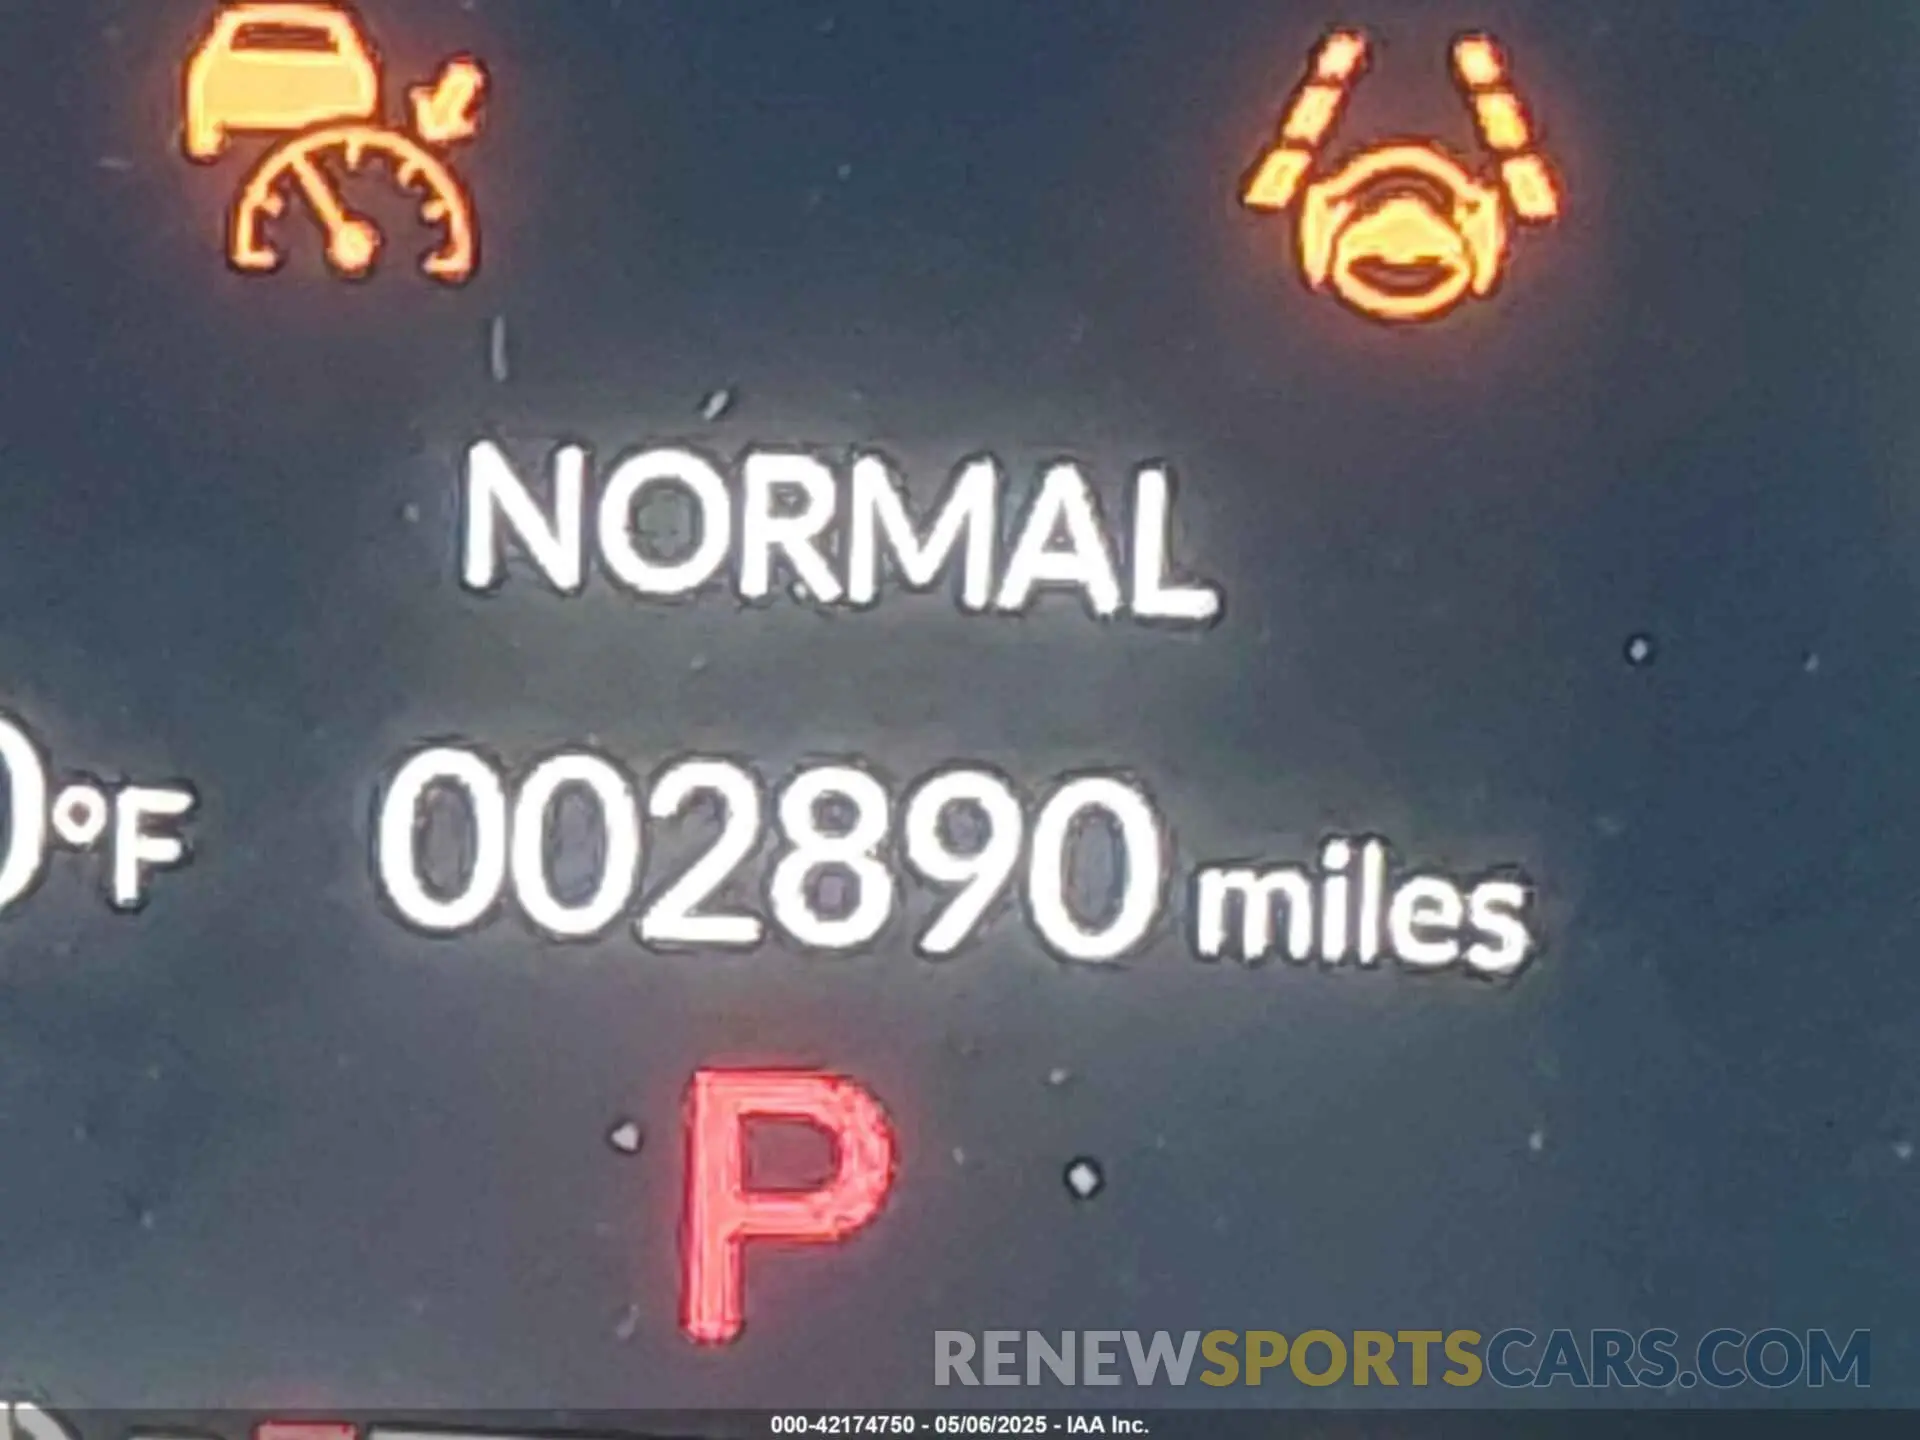 NORMAL
°F 002890 miles
P
RENEWSPORTSCARS.COM
000-42174750 - 05/06/2025 - IAA Inc.